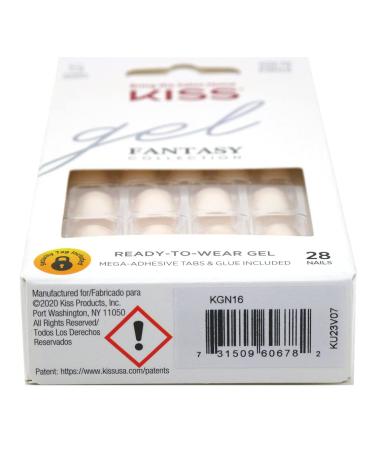 KISS
gel
FANTASY
COLLECTION
READY-TO-WEAR GEL
MEGA-ADHESIVE TABS & GLUE INCLUDED
28
NAILS
Manufactured for/Fabricado para
©2020 Kiss Products, Inc.
Port Washington, NY 11050
All Rights Reserved/
Todos Los Derechos
Reservados
Patent: https://www.kissusa.com/patents
KGN16
7 31509 60678 2
KU23V07